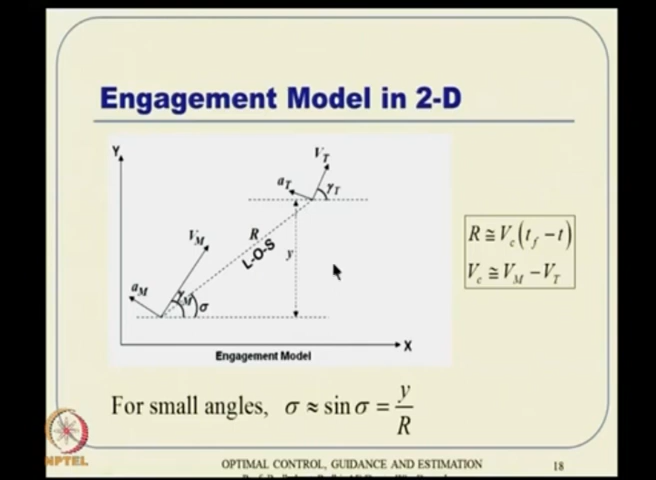 Engagement Model in 2-D
Y
V_T
a_T
γ_T
V_M
R
L-O-S
y
a_M
γ_M
σ
X
Engagement Model
R ≅ V_c (t_f − t)
V_c ≅ V_M − V_T
For small angles, σ ≈ sin σ = y/R
NPTEL
OPTIMAL CONTROL, GUIDANCE AND ESTIMATION
18